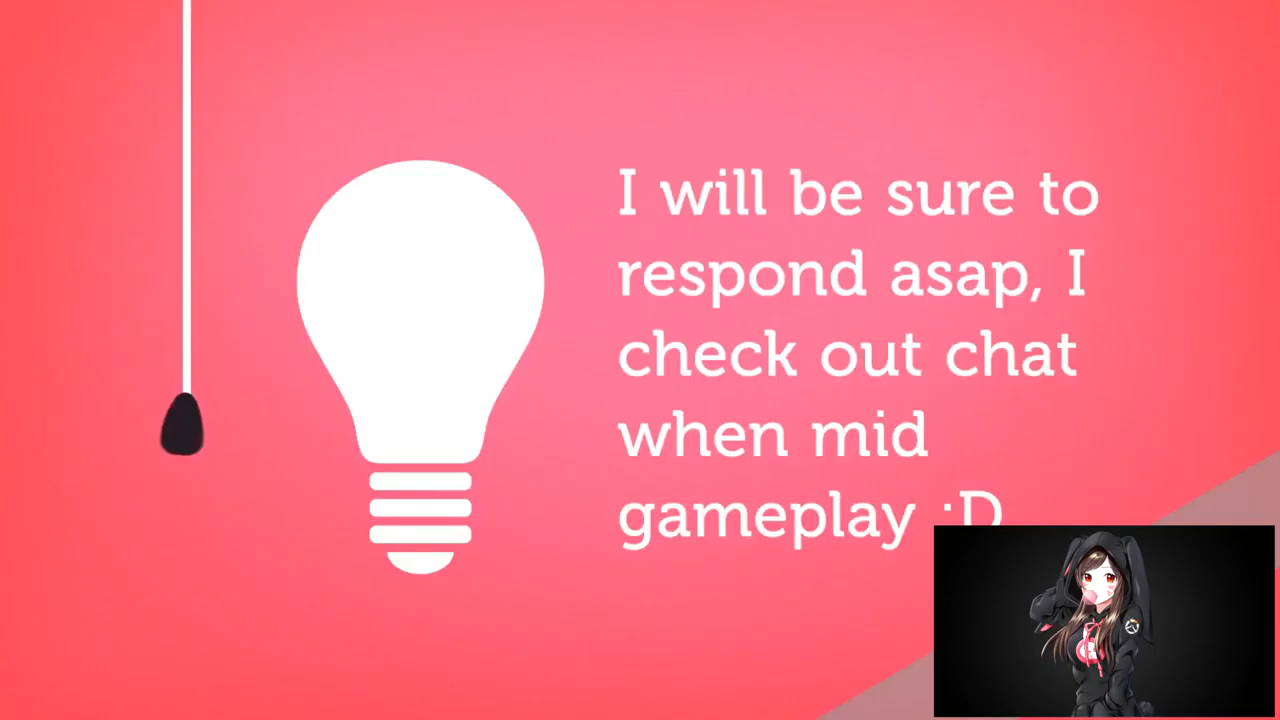 I will be sure to
respond asap, I
check out chat
when mid
gameplay :D